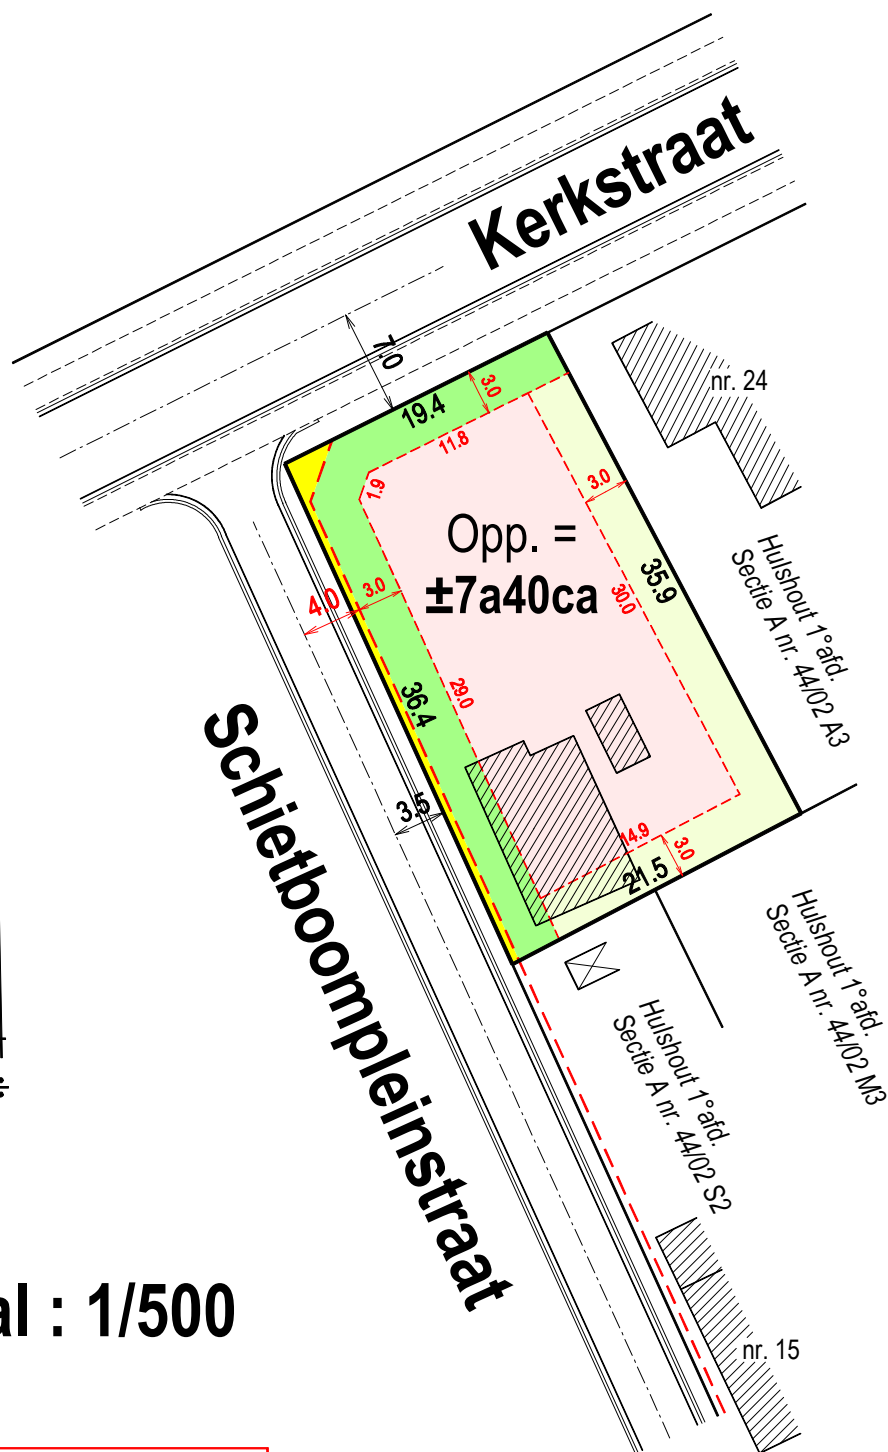 Kerkstraat
7.0
19.4
3.0
11.8
1.9
nr. 24
3.0
Opp. =
±7a40ca
35.9
30.0
Hulshout 1°afd.
Sectie A nr. 44/02 A3
4.0
3.0
36.4
29.0
3.5
Schietboompleinstraat
14.9
3.0
21.5
Hulshout 1°afd.
Sectie A nr. 44/02 M3
Hulshout 1°afd.
Sectie A nr. 44/02 S2
al : 1/500
nr. 15